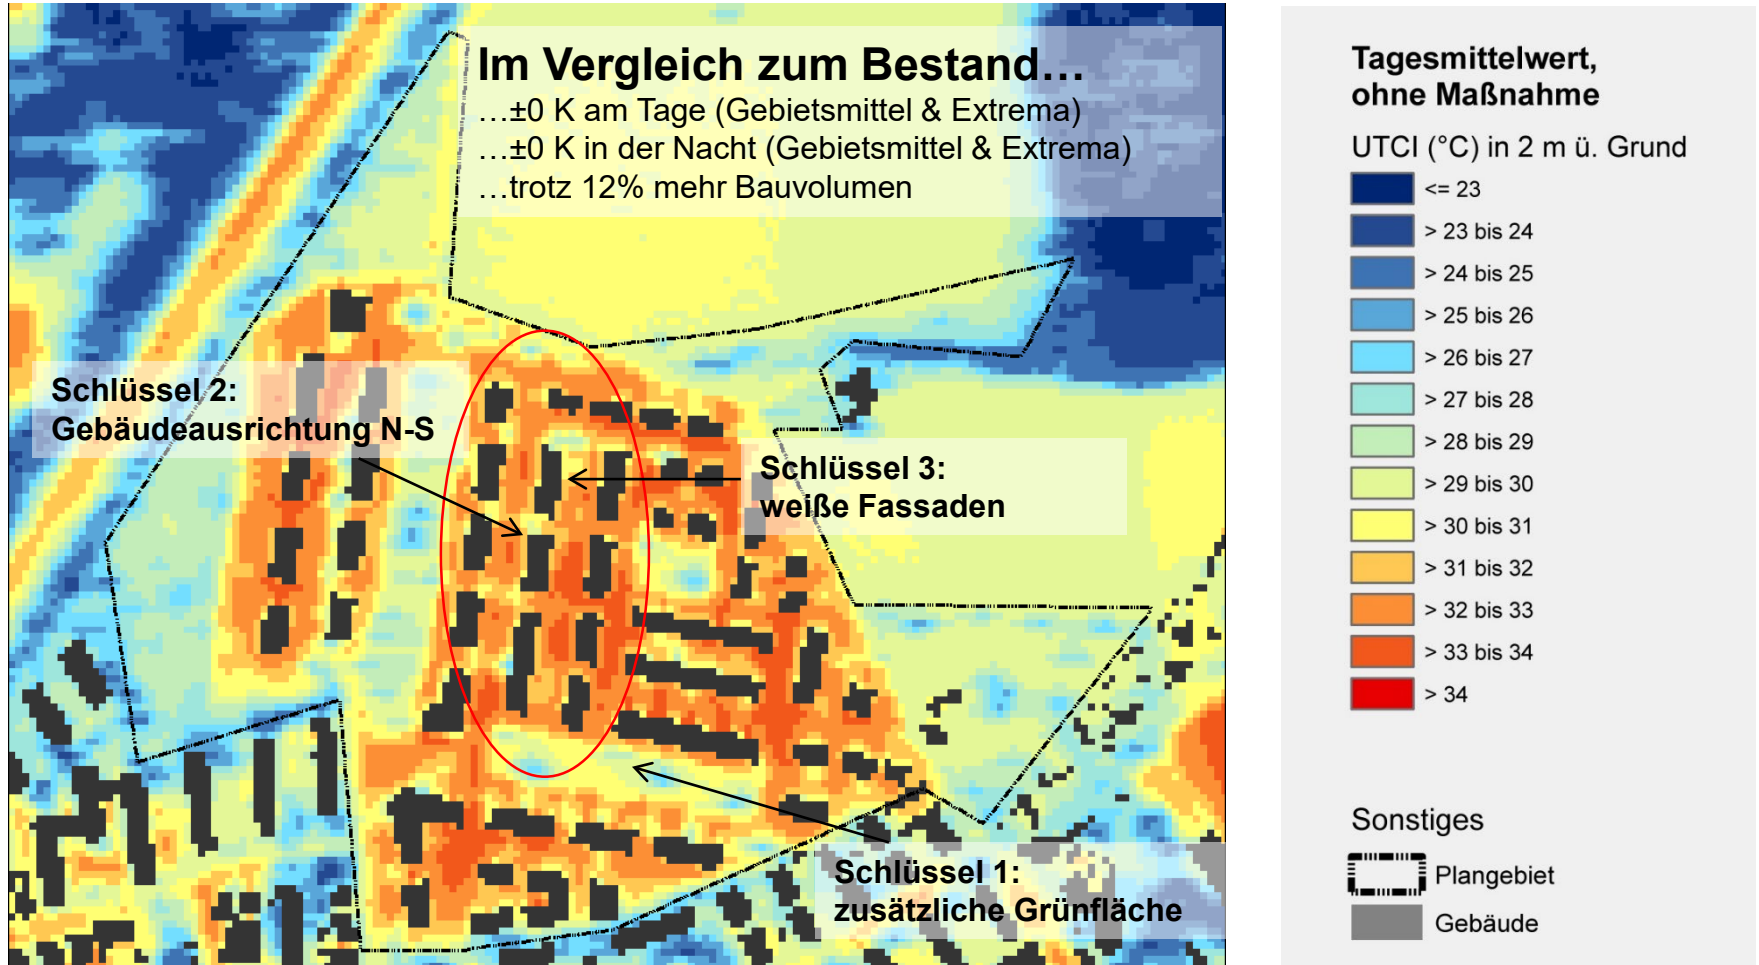 Im Vergleich zum Bestand…
…±0 K am Tage (Gebietsmittel & Extrema)
…±0 K in der Nacht (Gebietsmittel & Extrema)
…trotz 12% mehr Bauvolumen
Schlüssel 2:
Gebäudeausrichtung N-S
Schlüssel 3:
weiße Fassaden
Schlüssel 1:
zusätzliche Grünfläche
Tagesmittelwert,
ohne Maßnahme
UTCI (°C) in 2 m ü. Grund
<= 23
> 23 bis 24
> 24 bis 25
> 25 bis 26
> 26 bis 27
> 27 bis 28
> 28 bis 29
> 29 bis 30
> 30 bis 31
> 31 bis 32
> 32 bis 33
> 33 bis 34
> 34
Sonstiges
Plangebiet
Gebäude